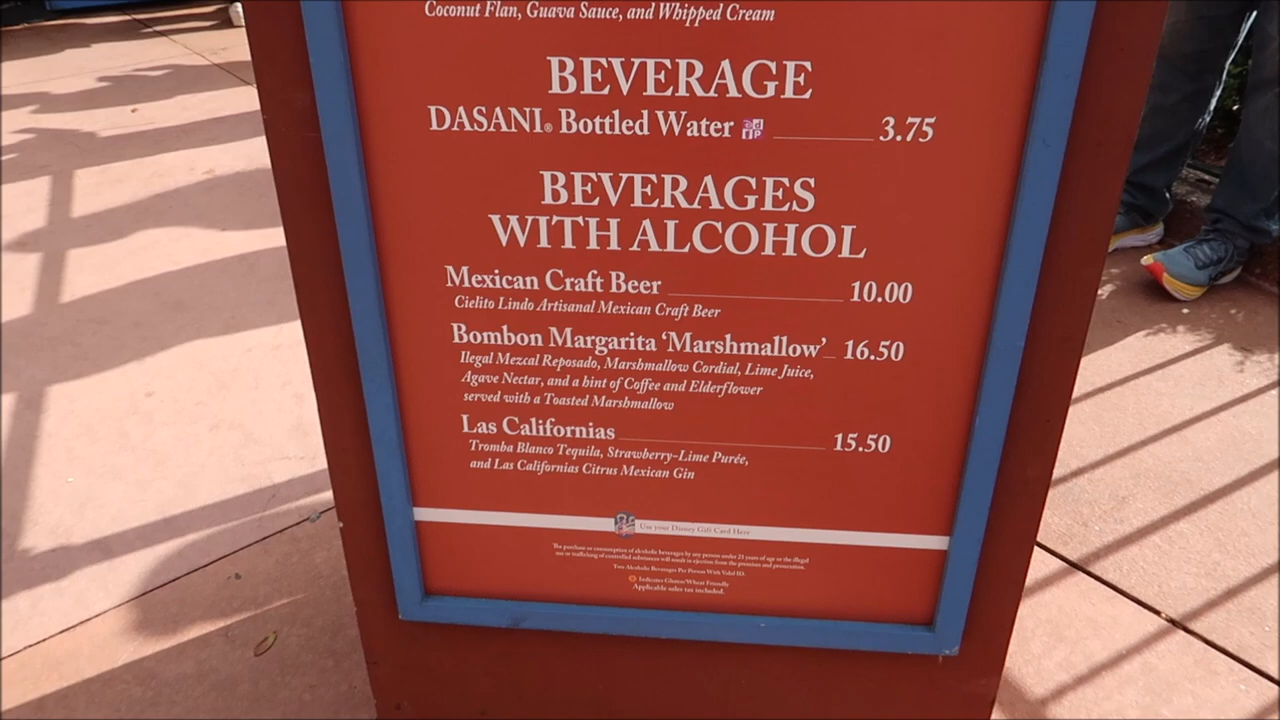 Coconut Flan, Guava Sauce, and Whipped Cream
BEVERAGE
DASANI® Bottled Water 3.75
BEVERAGES
WITH ALCOHOL
Mexican Craft Beer 10.00
Cielito Lindo Artisanal Mexican Craft Beer
Bombon Margarita ‘Marshmallow’ 16.50
Ilegal Mezcal Reposado, Marshmallow Cordial, Lime Juice,
Agave Nectar, and a hint of Coffee and Elderflower
served with a Toasted Marshmallow
Las Californias 15.50
Tromba Blanco Tequila, Strawberry-Lime Purée,
and Las Californias Citrus Mexican Gin
Use your Disney Gift Card Here
The purchase or consumption of alcoholic beverages by any person under 21 years of age or the illegal
use or trafficking of controlled substances will result in ejection from the premises and prosecution.
Two Alcoholic Beverages Per Person With Valid ID.
Indicates Gluten/Wheat Friendly
Applicable sales tax included.